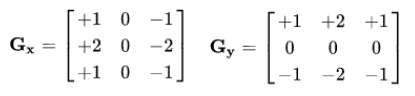 Gx = [ +1 0 −1 ; +2 0 −2 ; +1 0 −1 ]
Gy = [ +1 +2 +1 ; 0 0 0 ; −1 −2 −1 ]